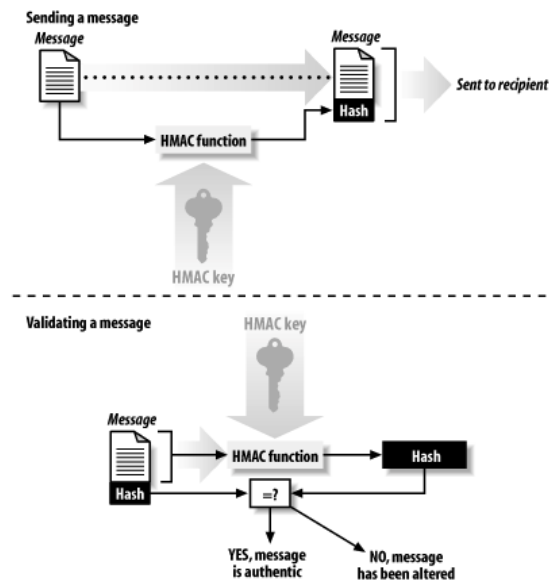 Sending a message
Message
Message
Hash
Sent to recipient
HMAC function
HMAC key
Validating a message
HMAC key
Message
Hash
HMAC function
Hash
=?
YES, message
is authentic
NO, message
has been altered